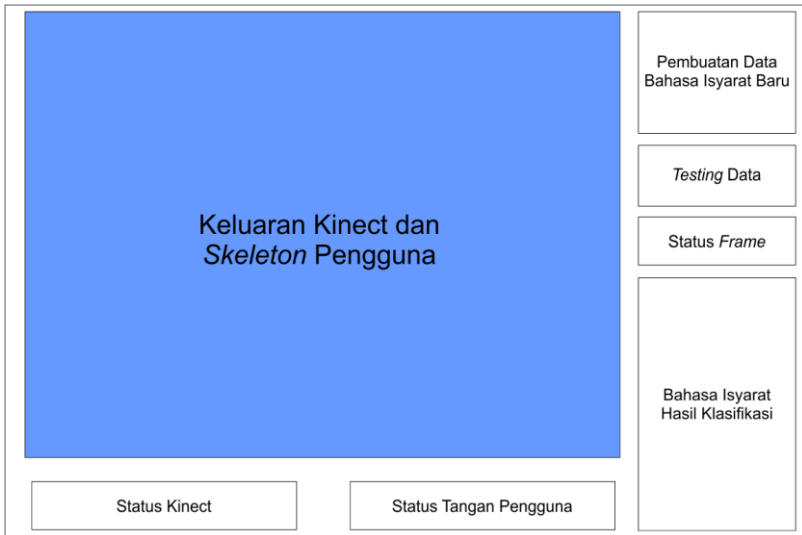 Keluaran Kinect dan
Skeleton Pengguna
Pembuatan Data
Bahasa Isyarat Baru
Testing Data
Status Frame
Bahasa Isyarat
Hasil Klasifikasi
Status Kinect
Status Tangan Pengguna